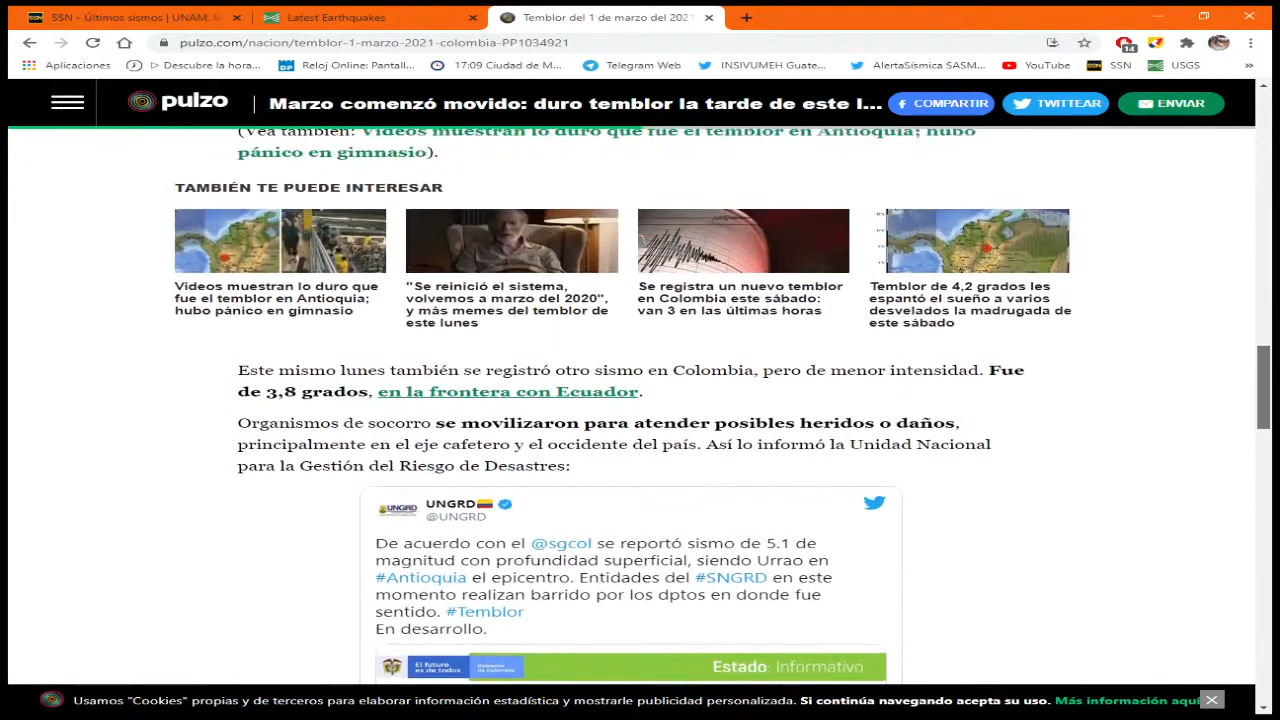 SSN - Últimos sismos | UNAM, M
Latest Earthquakes
Temblor del 1 de marzo del 2021
pulzo.com/nacion/temblor-1-marzo-2021-colombia-PP1034921
14
Aplicaciones
▷ Descubre la hora...
Reloj Online: Pantall...
17:09 Ciudad de M...
Telegram Web
INSIVUMEH Guate...
AlertaSísmica SASM...
YouTube
SSN
USGS
»
pulzo
Marzo comenzó movido: duro temblor la tarde de este l...
COMPARTIR
TWITTEAR
ENVIAR
(Vea también: Videos muestran lo duro que fue el temblor en Antioquia; hubo
pánico en gimnasio).
TAMBIÉN TE PUEDE INTERESAR
Videos muestran lo duro que
fue el temblor en Antioquia;
hubo pánico en gimnasio
"Se reinició el sistema,
volvemos a marzo del 2020",
y más memes del temblor de
este lunes
Se registra un nuevo temblor
en Colombia este sábado:
van 3 en las últimas horas
Temblor de 4,2 grados les
espantó el sueño a varios
desvelados la madrugada de
este sábado
Este mismo lunes también se registró otro sismo en Colombia, pero de menor intensidad. Fue
de 3,8 grados, en la frontera con Ecuador.
Organismos de socorro se movilizaron para atender posibles heridos o daños,
principalmente en el eje cafetero y el occidente del país. Así lo informó la Unidad Nacional
para la Gestión del Riesgo de Desastres:
UNGRD
UNGRD
@UNGRD
De acuerdo con el @sgcol se reportó sismo de 5.1 de
magnitud con profundidad superficial, siendo Urrao en
#Antioquia el epicentro. Entidades del #SNGRD en este
momento realizan barrido por los dptos en donde fue
sentido. #Temblor
En desarrollo.
El futuro
es de todos
Gobierno
de Colombia
Estado Informativo
Usamos "Cookies" propias y de terceros para elaborar información estadística y mostrarle publicidad personalizada. Si continúa navegando acepta su uso. Más información aquí